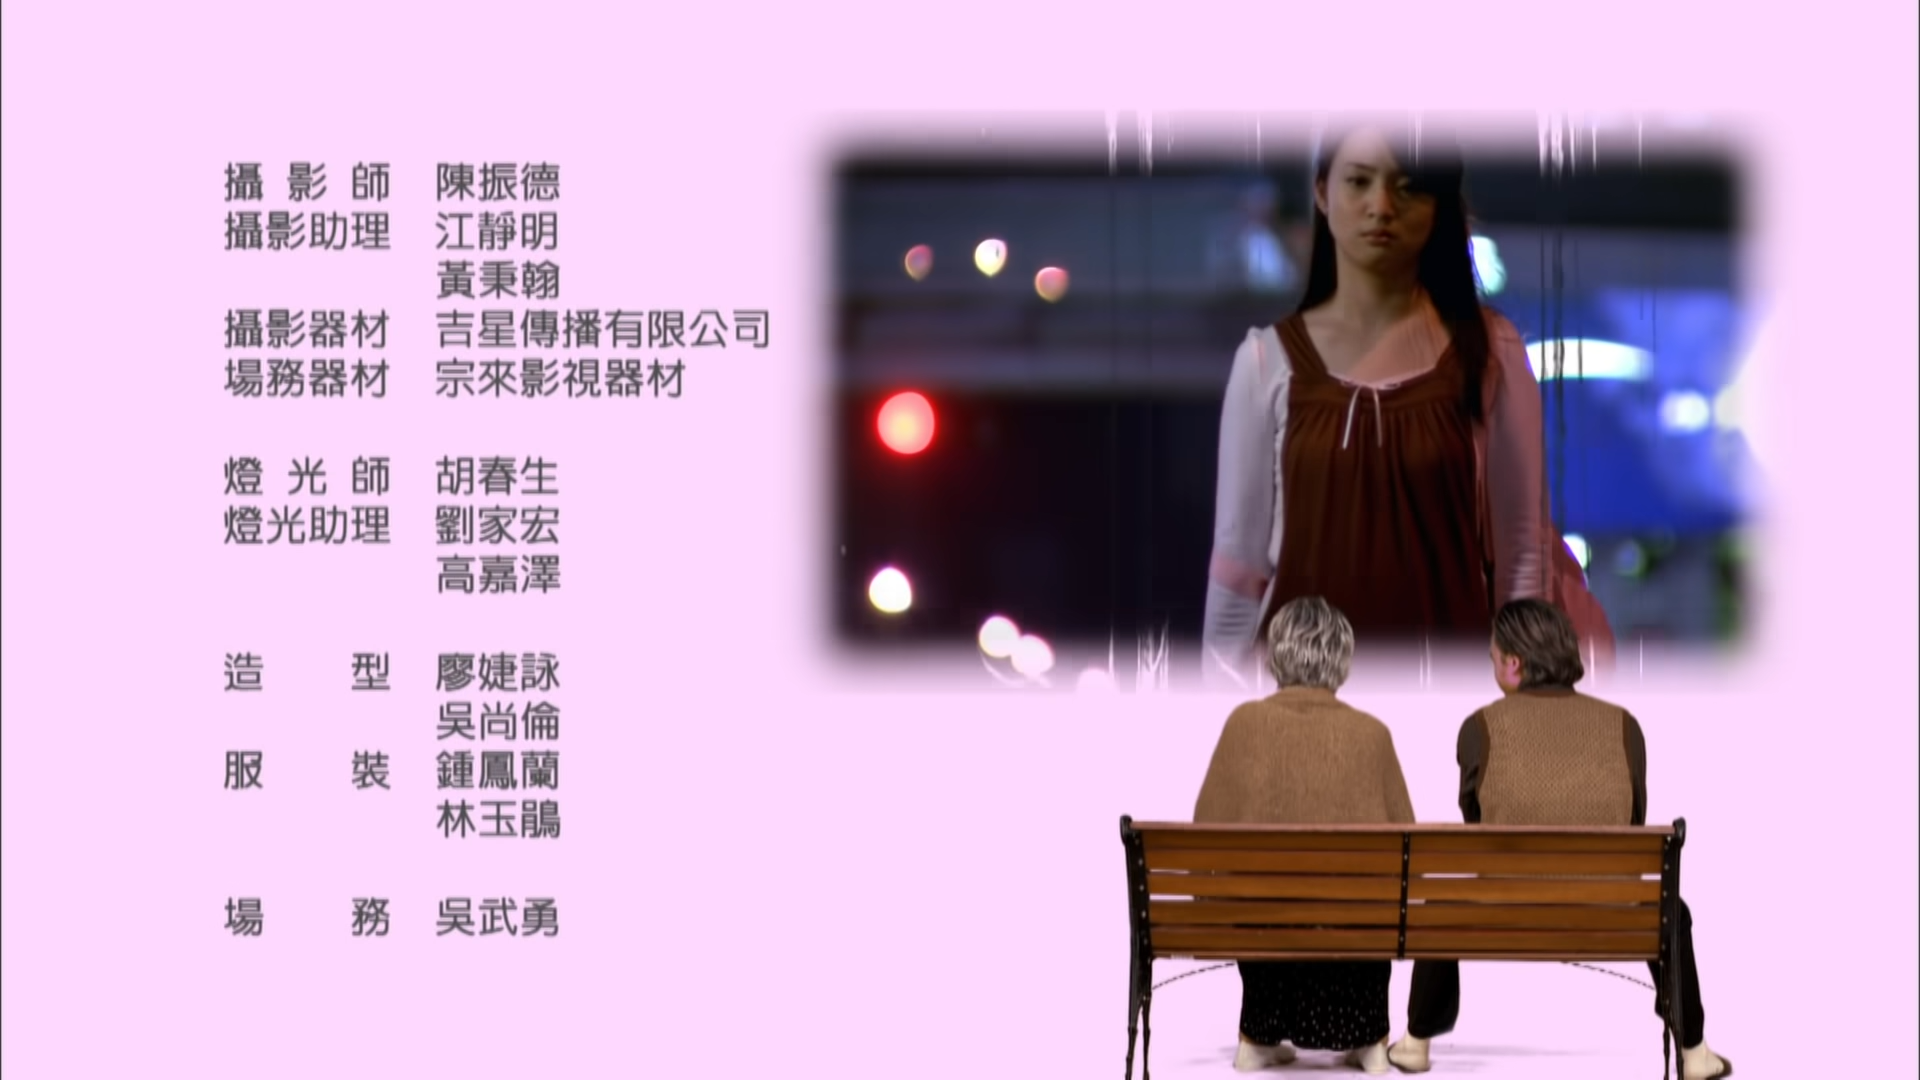 攝影師 陳振德
攝影助理 江靜明
黃秉翰
攝影器材 吉星傳播有限公司
場務器材 宗來影視器材
燈光師 胡春生
燈光助理 劉家宏
高嘉澤
造型 廖婕詠
吳尚倫
服裝 鍾鳳蘭
林玉鵑
場務 吳武勇